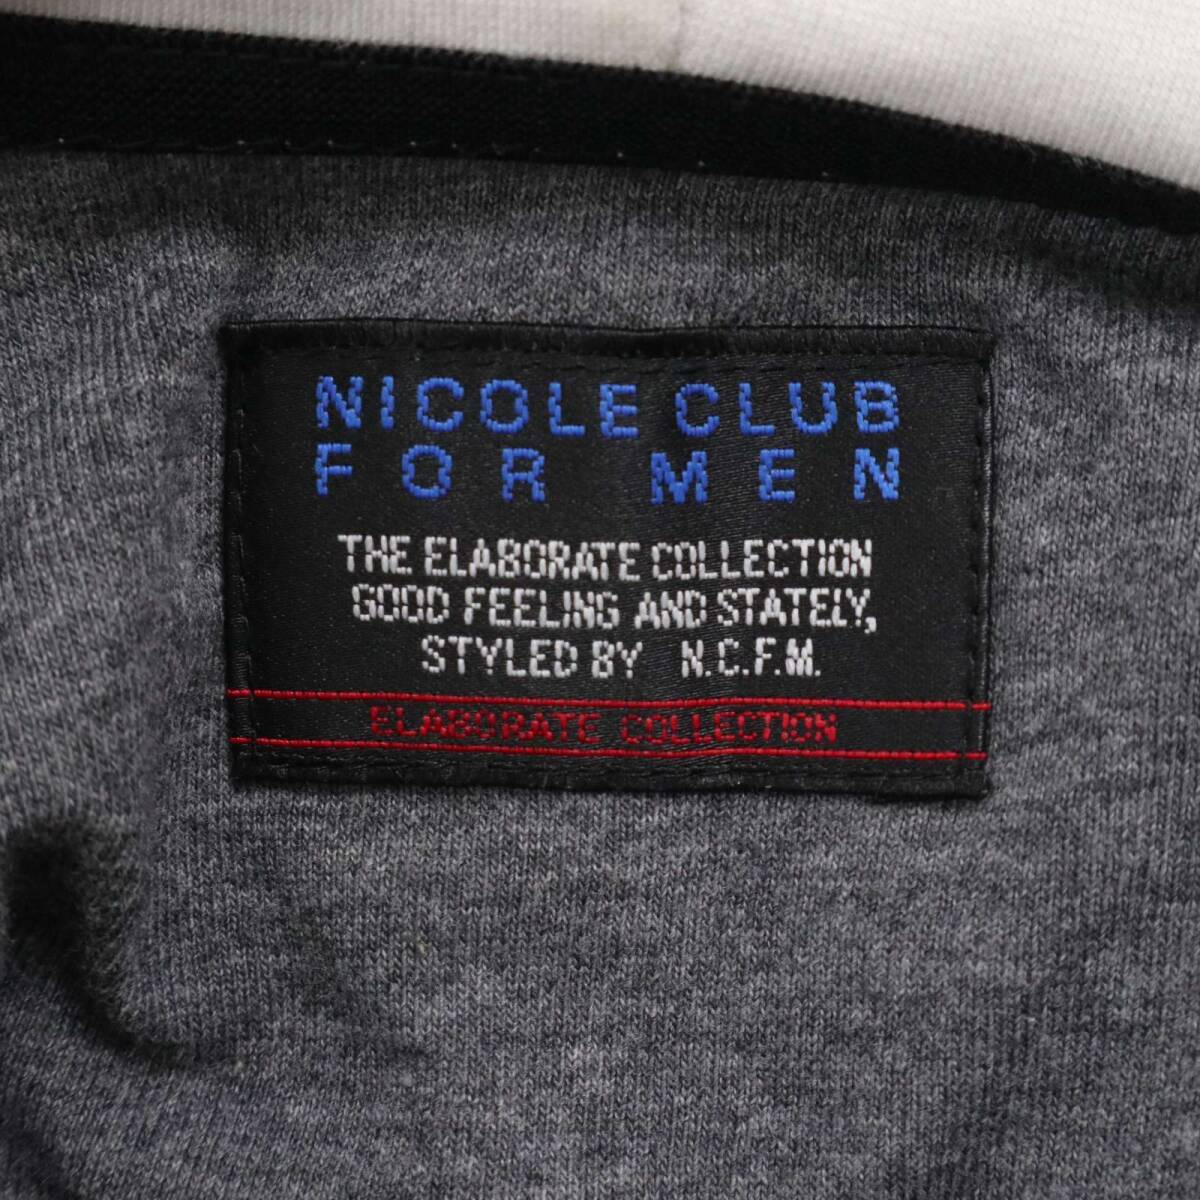 NICOLE CLUB
FOR MEN
THE ELABORATE COLLECTION
GOOD FEELING AND STATELY,
STYLED BY N.C.F.M.
ELABORATE COLLECTION